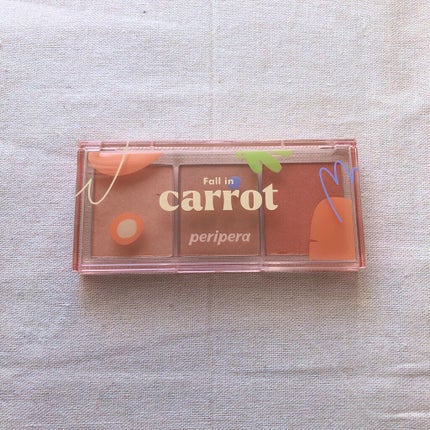 Fall in
carrot
peripera